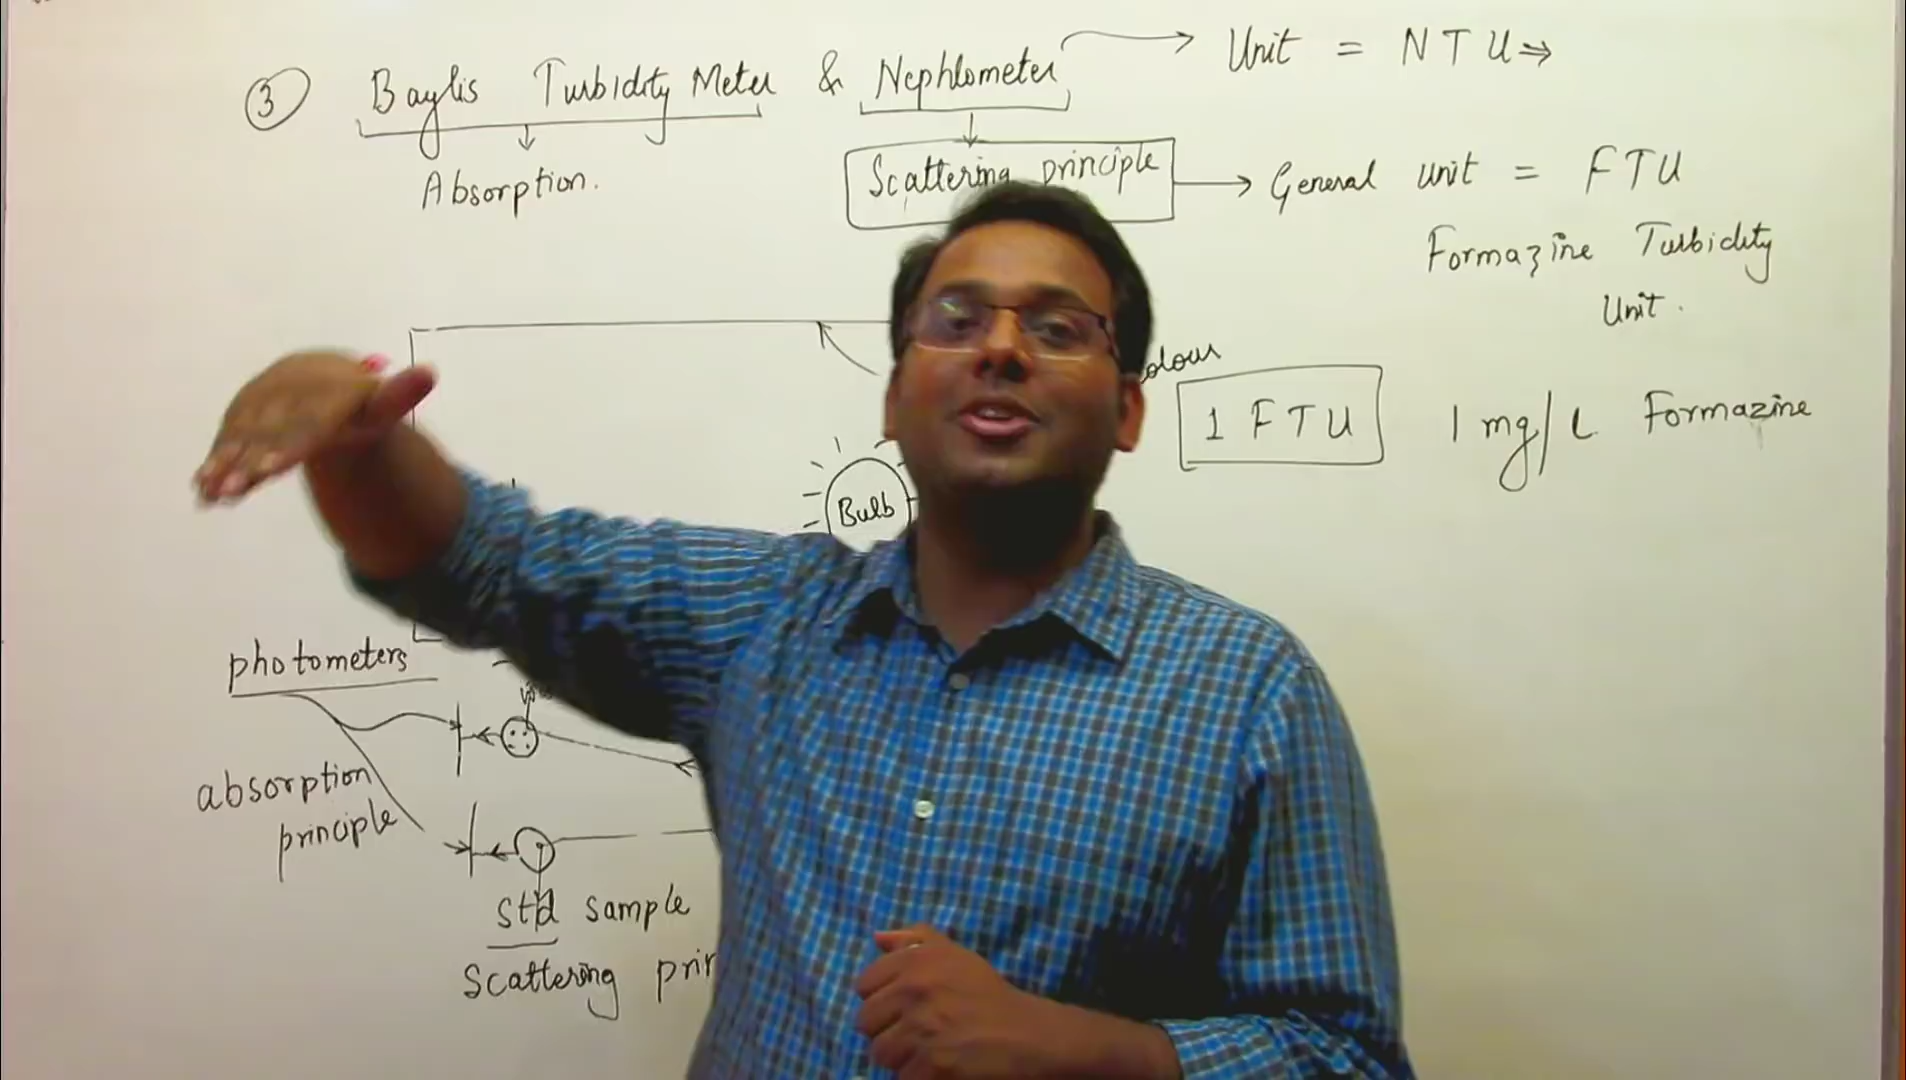 ③ Baylis Turbidity Meter & Nephlometer → Unit = NTU ⇒
Absorption.
Scattering principle → General unit = FTU
Formazine Turbidity
Unit.
1 FTU 1 mg/L Formazine
Bulb
photometers
absorption
principle
std sample
Scattering